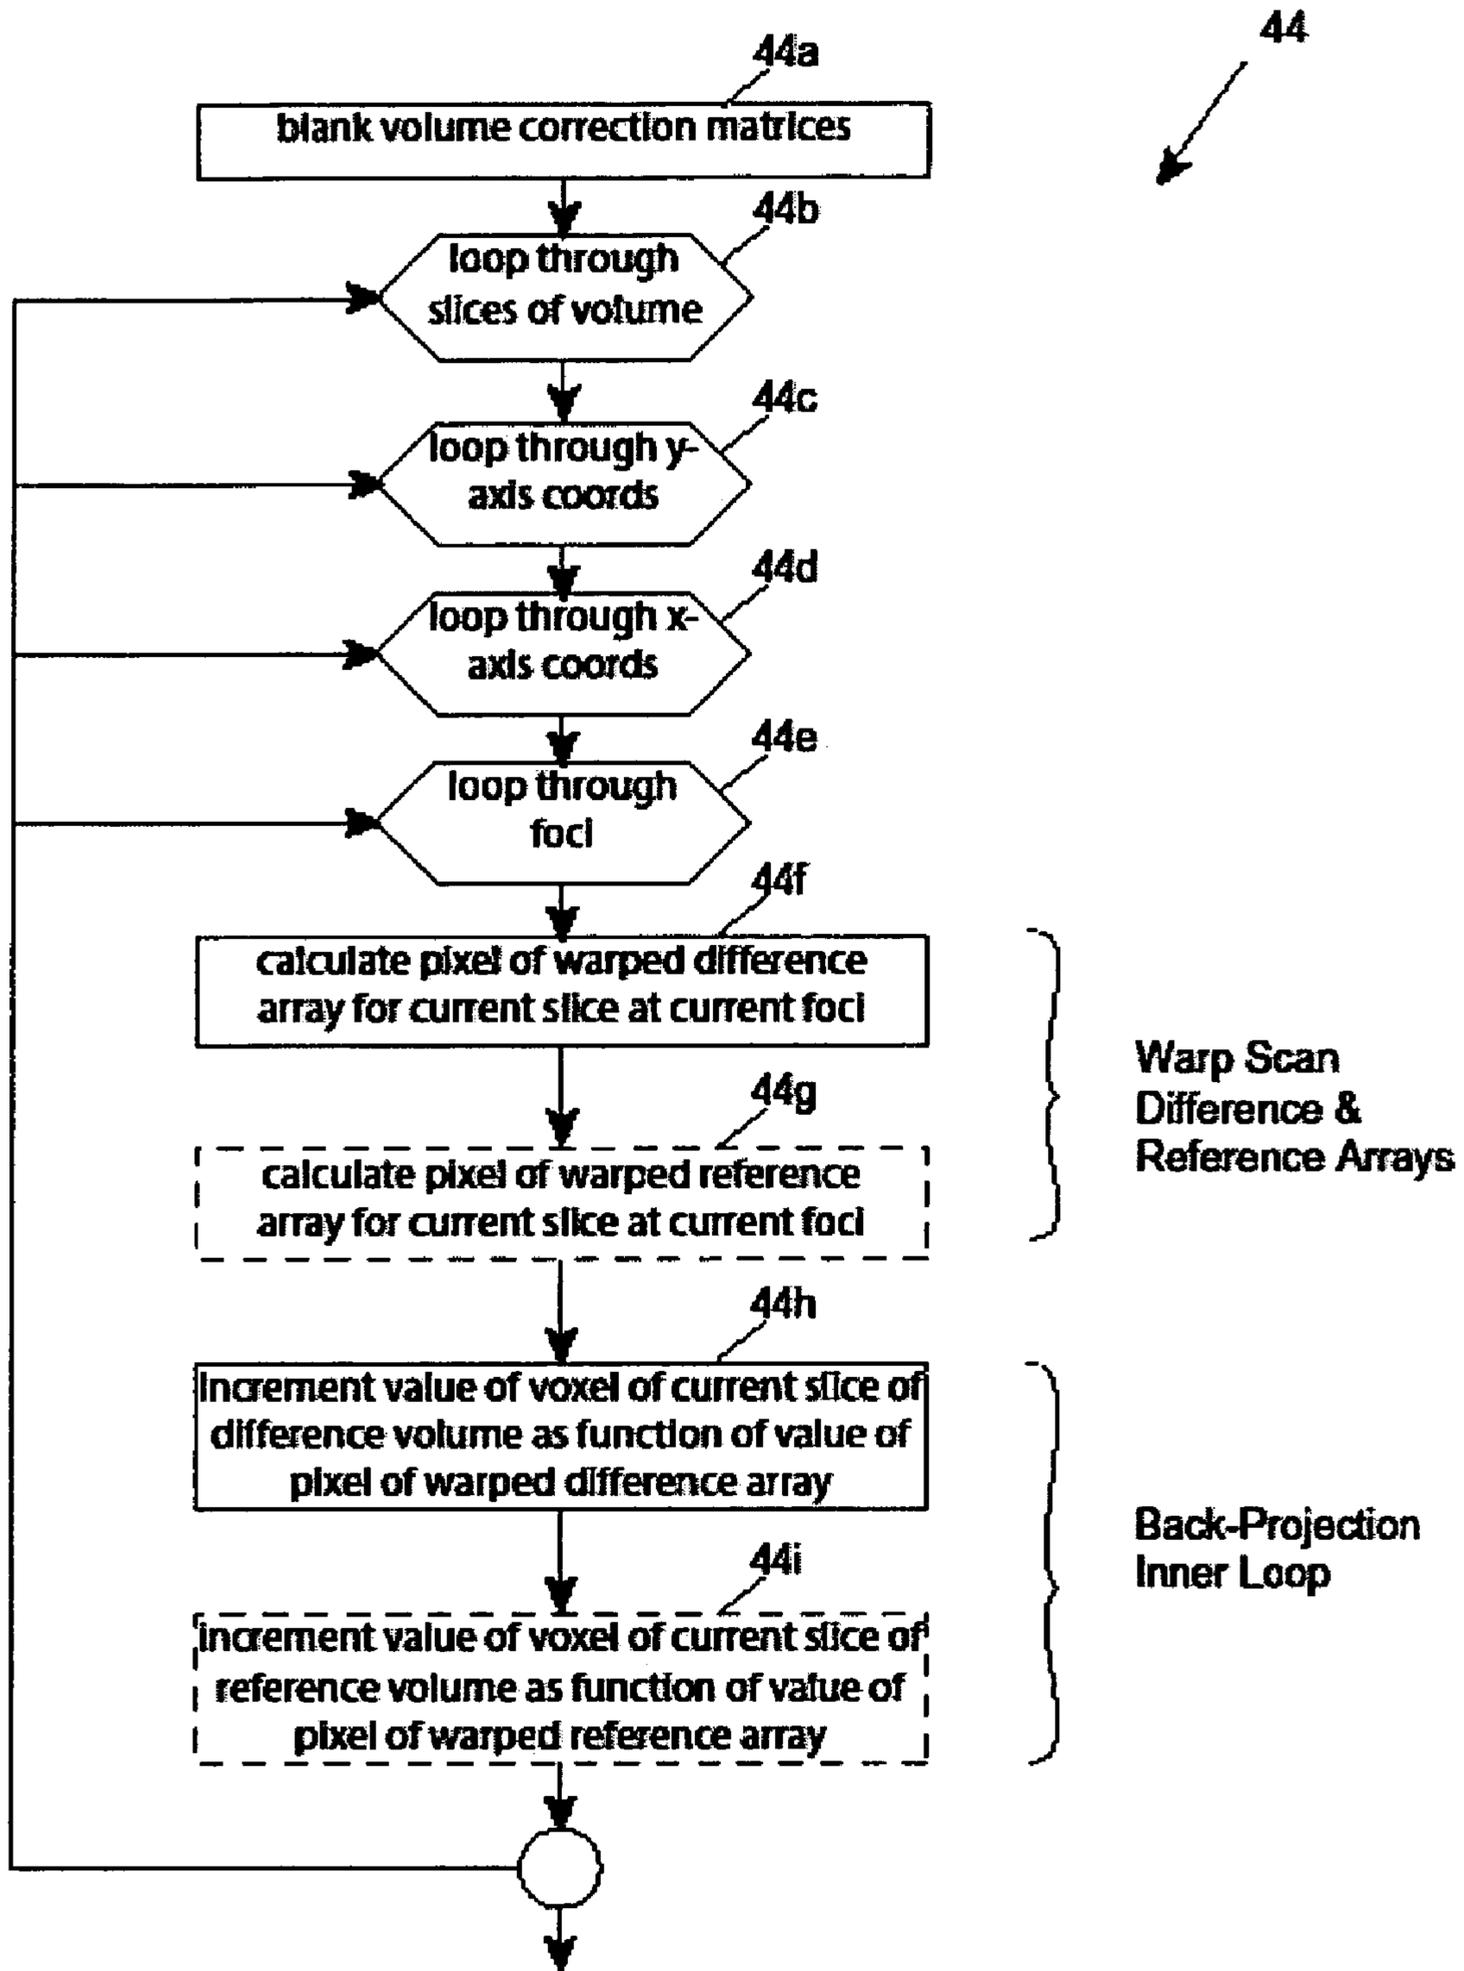 44
44a
blank volume correction matrices
44b
loop through
slices of volume
44c
loop through y-
axis coords
44d
loop through x-
axis coords
44e
loop through
foci
44f
calculate pixel of warped difference
array for current slice at current foci
44g
calculate pixel of warped reference
array for current slice at current foci
Warp Scan
Difference &
Reference Arrays
44h
increment value of voxel of current slice of
difference volume as function of value of
pixel of warped difference array
44i
increment value of voxel of current slice of
reference volume as function of value of
pixel of warped reference array
Back-Projection
Inner Loop